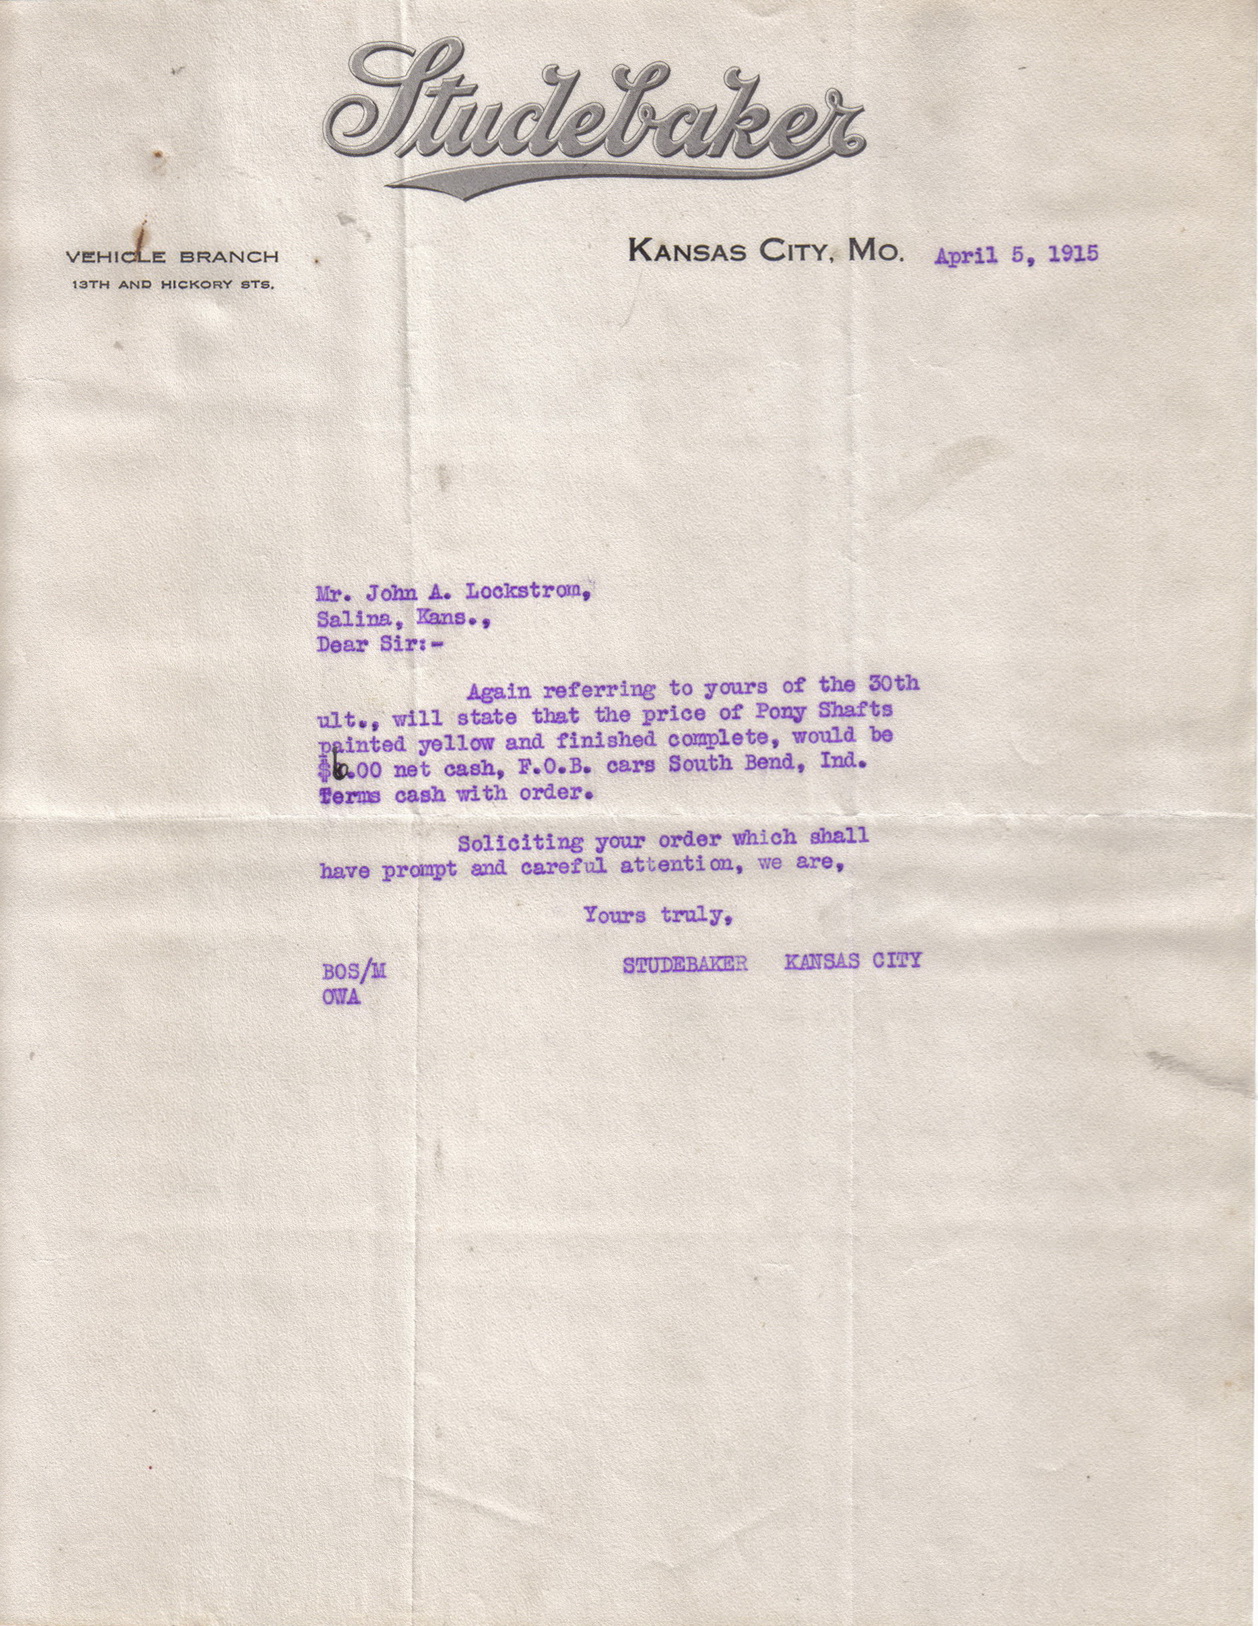 Studebaker
VEHICLE BRANCH
13TH AND HICKORY STS.
KANSAS CITY, MO. April 5, 1915
Mr. John A. Lockstrom,
Salina, Kans.,
Dear Sir:-
Again referring to yours of the 30th
ult., will state that the price of Pony Shafts
painted yellow and finished complete, would be
$6.00 net cash, F.O.B. cars South Bend, Ind.
Terms cash with order.
Soliciting your order which shall
have prompt and careful attention, we are,
Yours truly,
STUDEBAKER KANSAS CITY
BOS/M
OWA